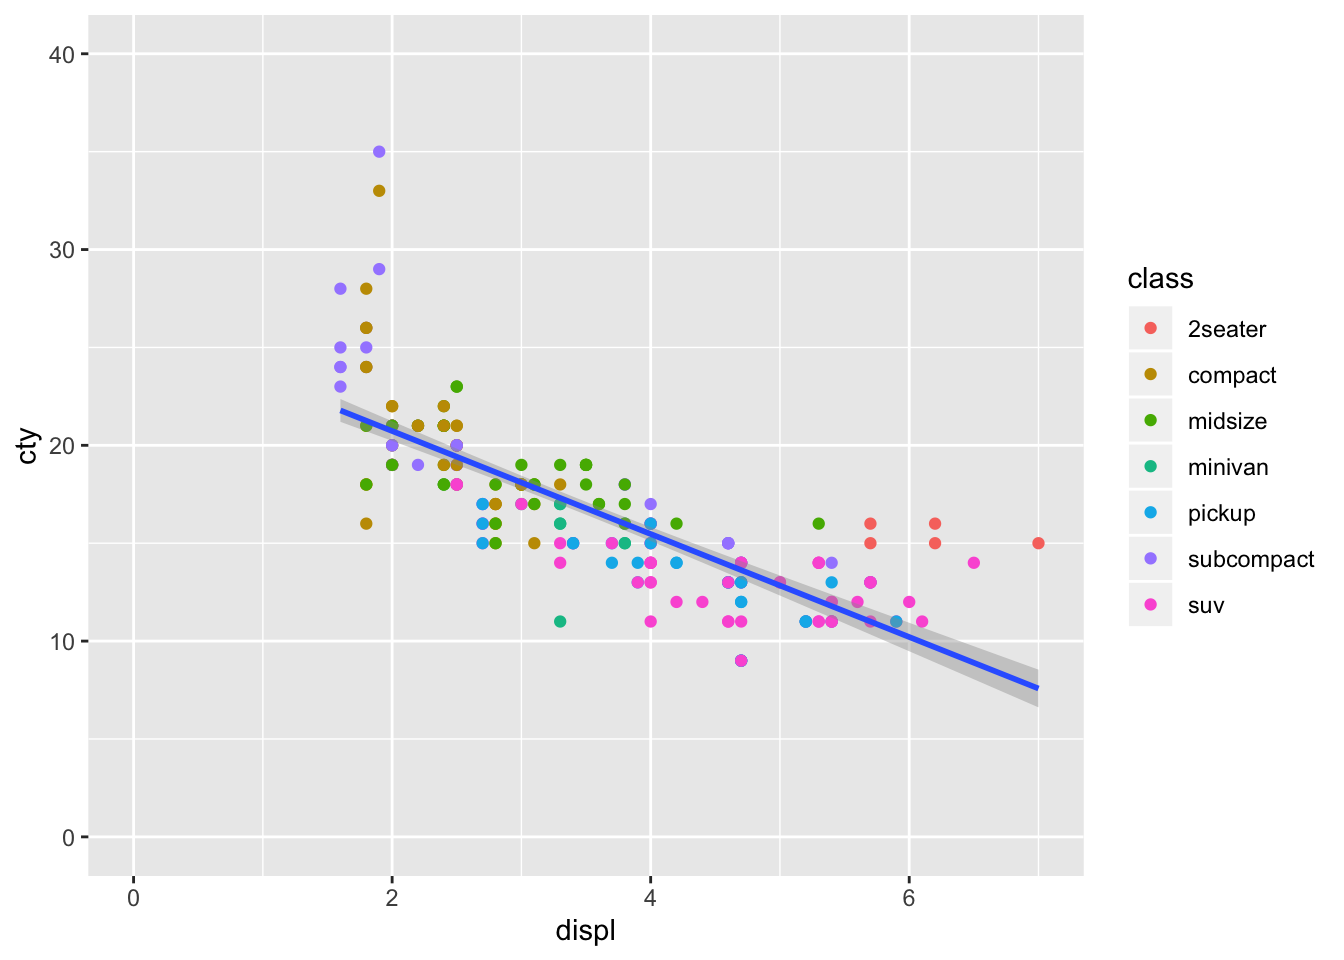 40
30
20
10
0
cty
0 2 4 6
displ
class
2seater
compact
midsize
minivan
pickup
subcompact
suv